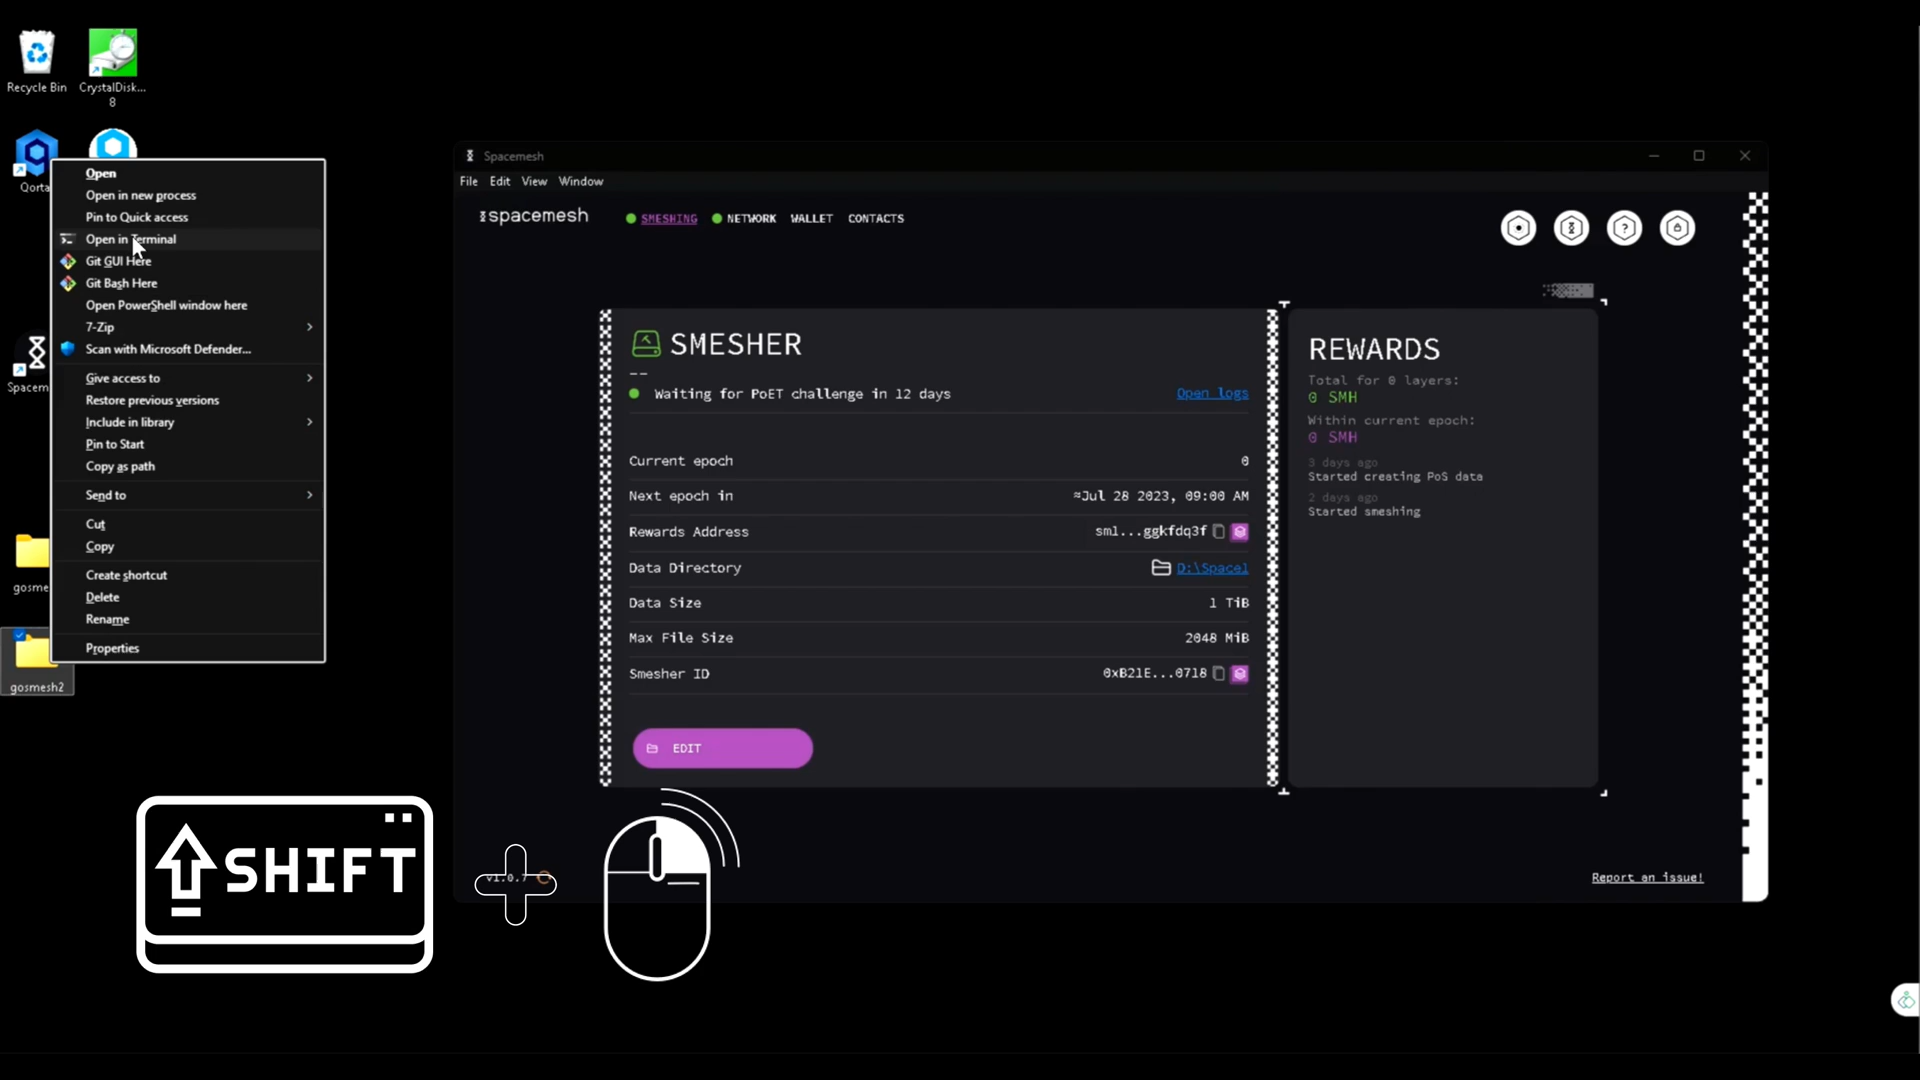 Recycle Bin
CrystalDisk...
8
Qorta
Spacem
gosme
gosmesh2
Open
Open in new process
Pin to Quick access
Open in Terminal
Git GUI Here
Git Bash Here
Open PowerShell window here
7-Zip
Scan with Microsoft Defender...
Give access to
Restore previous versions
Include in library
Pin to Start
Copy as path
Send to
Cut
Copy
Create shortcut
Delete
Rename
Properties
Spacemesh
File Edit View Window
spacemesh
SMESHING NETWORK WALLET CONTACTS
?
SMESHER
--
Waiting for PoET challenge in 12 days Open logs
Current epoch 0
Next epoch in ≈Jul 28 2023, 09:00 AM
Rewards Address sm1...ggkfdq3f
Data Directory D:\Space1
Data Size 1 TiB
Max File Size 2048 MiB
Smesher ID 0xB21E...0718
EDIT
REWARDS
Total for 0 layers:
0 SMH
Within current epoch:
0 SMH
3 days ago
Started creating PoS data
2 days ago
Started smeshing
v1.0.7
Report an issue!
SHIFT